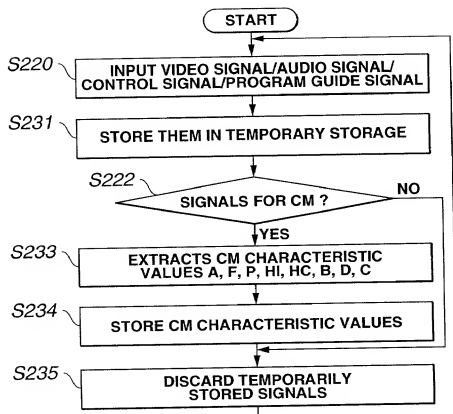 START
S220
INPUT VIDEO SIGNAL/AUDIO SIGNAL/
CONTROL SIGNAL/PROGRAM GUIDE SIGNAL
S231
STORE THEM IN TEMPORARY STORAGE
S222
SIGNALS FOR CM ?
NO
YES
S233
EXTRACTS CM CHARACTERISTIC
VALUES A, F, P, HI, HC, B, D, C
S234
STORE CM CHARACTERISTIC VALUES
S235
DISCARD TEMPORARILY
STORED SIGNALS